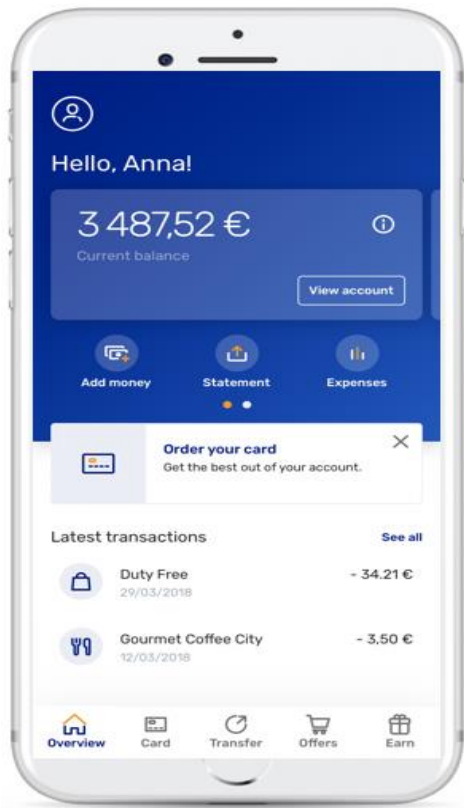 Hello, Anna!
3 487,52 €
Current balance
View account
Add money
Statement
Expenses
Order your card
Get the best out of your account.
Latest transactions
See all
Duty Free
- 34.21 €
29/03/2018
Gourmet Coffee City
- 3,50 €
12/03/2018
Overview
Card
Transfer
Offers
Earn